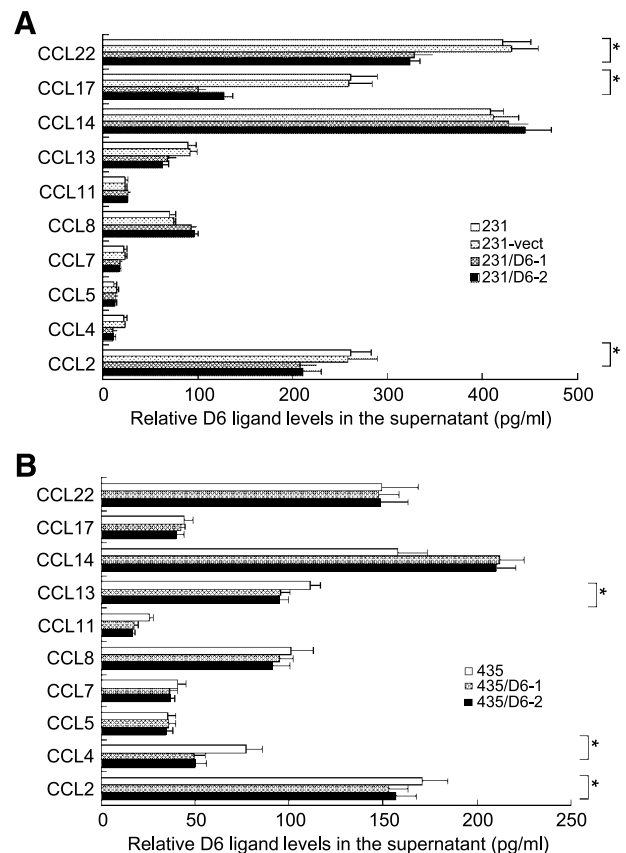 A
CCL22
*
CCL17
*
CCL14
CCL13
CCL11
CCL8
231
231-vect
CCL7
231/D6-1
231/D6-2
CCL5
CCL4
CCL2
*
0 100 200 300 400 500
Relative D6 ligand levels in the supernatant (pg/ml)
B
CCL22
CCL17
CCL14
CCL13
*
CCL11
CCL8
435
CCL7
435/D6-1
435/D6-2
CCL5
CCL4
*
CCL2
*
0 50 100 150 200 250
Relative D6 ligand levels in the supernatant (pg/ml)